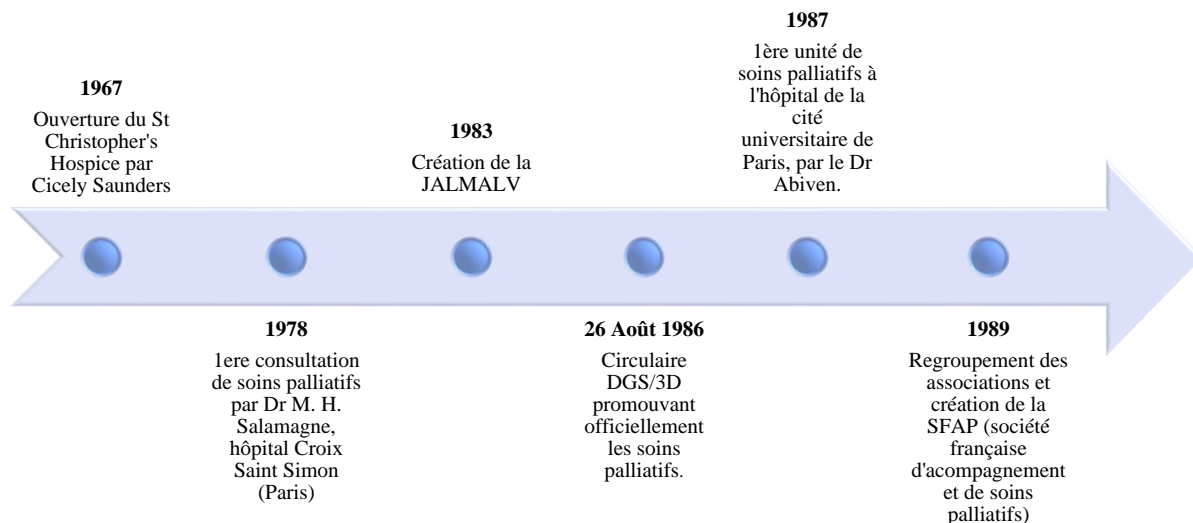 1967
Ouverture du St
Christopher's
Hospice par
Cicely Saunders
1978
1ere consultation
de soins palliatifs
par Dr M. H.
Salamagne,
hôpital Croix
Saint Simon
(Paris)
1983
Création de la
JALMALV
26 Août 1986
Circulaire
DGS/3D
promouvant
officiellement
les soins
palliatifs.
1987
1ère unité de
soins palliatifs à
l'hôpital de la
cité
universitaire de
Paris, par le Dr
Abiven.
1989
Regroupement des
associations et
création de la
SFAP (société
française
d'acompagnement
et de soins
palliatifs)